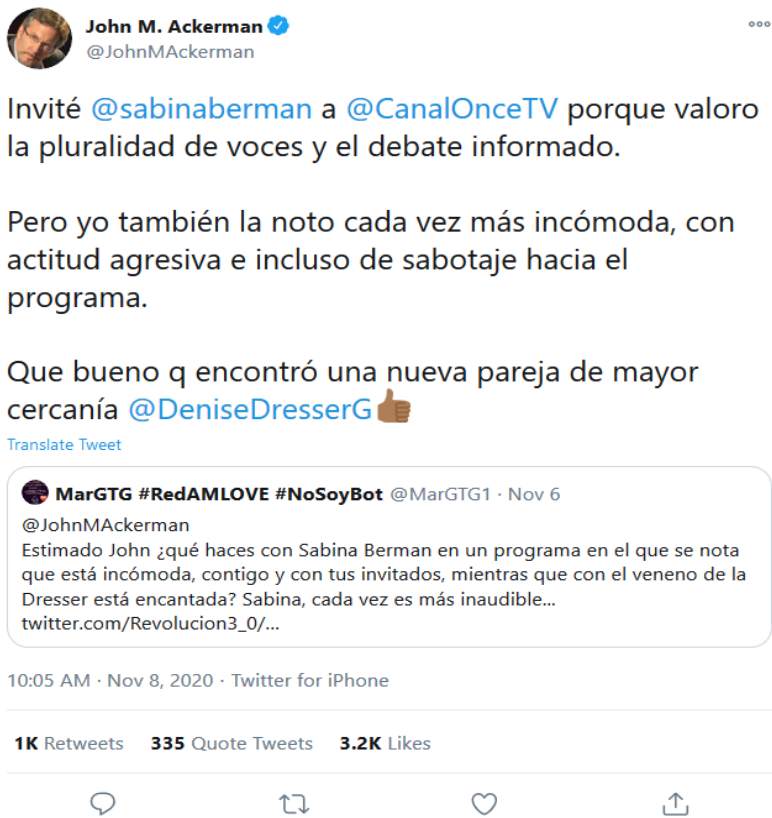 John M. Ackerman
@JohnMAckerman
Invité @sabinaberman a @CanalOnceTV porque valoro
la pluralidad de voces y el debate informado.
Pero yo también la noto cada vez más incómoda, con
actitud agresiva e incluso de sabotaje hacia el
programa.
Que bueno q encontró una nueva pareja de mayor
cercanía @DeniseDresserG👍🏾
Translate Tweet
MarGTG #RedAMLOVE #NoSoyBot @MarGTG1 · Nov 6
@JohnMAckerman
Estimado John ¿qué haces con Sabina Berman en un programa en el que se nota
que está incómoda, contigo y con tus invitados, mientras que con el veneno de la
Dresser está encantada? Sabina, cada vez es más inaudible...
twitter.com/Revolucion3_0/...
10:05 AM · Nov 8, 2020 · Twitter for iPhone
1K Retweets 335 Quote Tweets 3.2K Likes